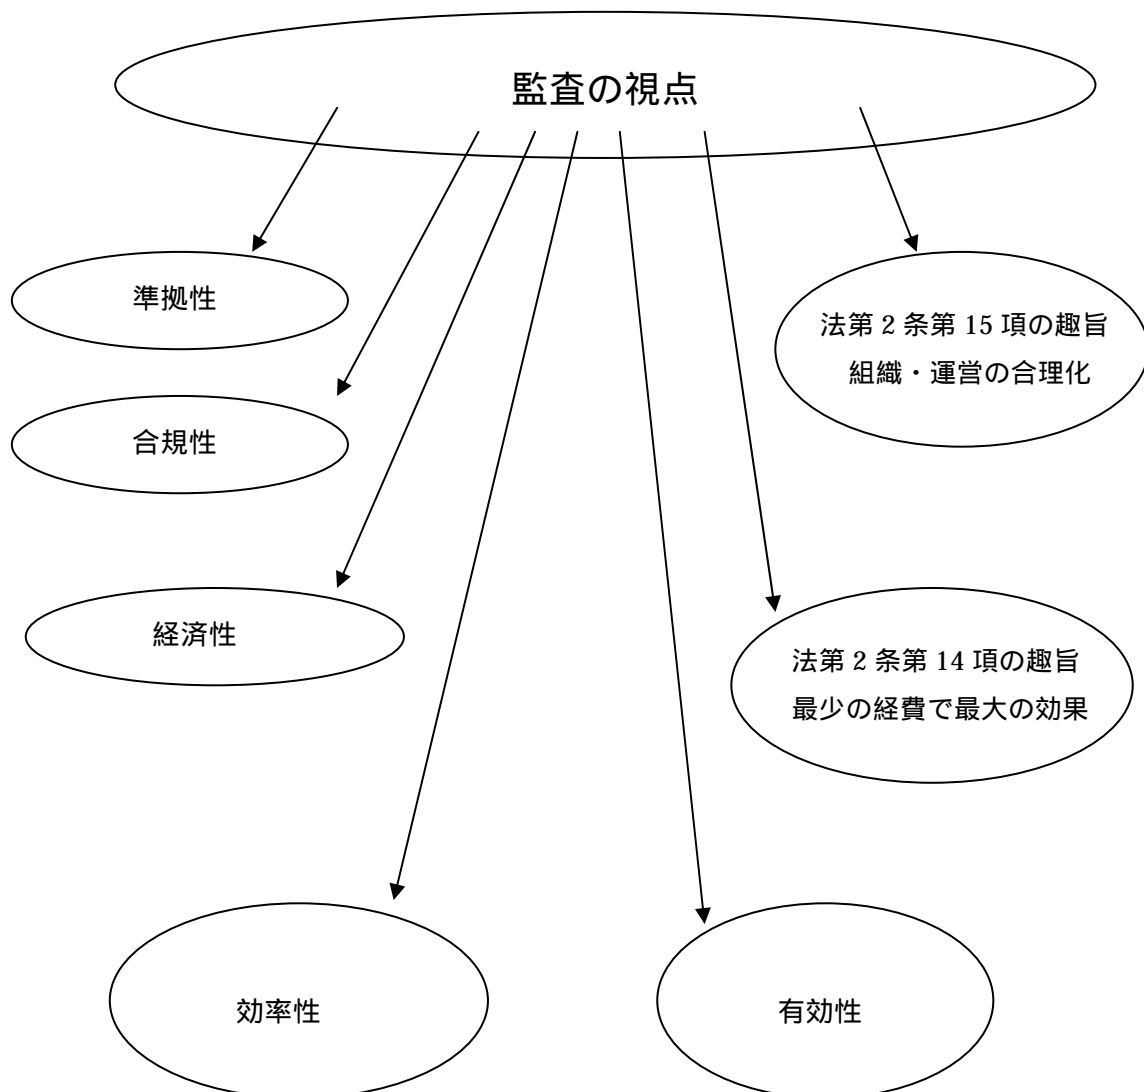 監査の視点
準拠性
法第 2 条第 15 項の趣旨
組織・運営の合理化
合規性
経済性
法第 2 条第 14 項の趣旨
最少の経費で最大の効果
効率性
有効性